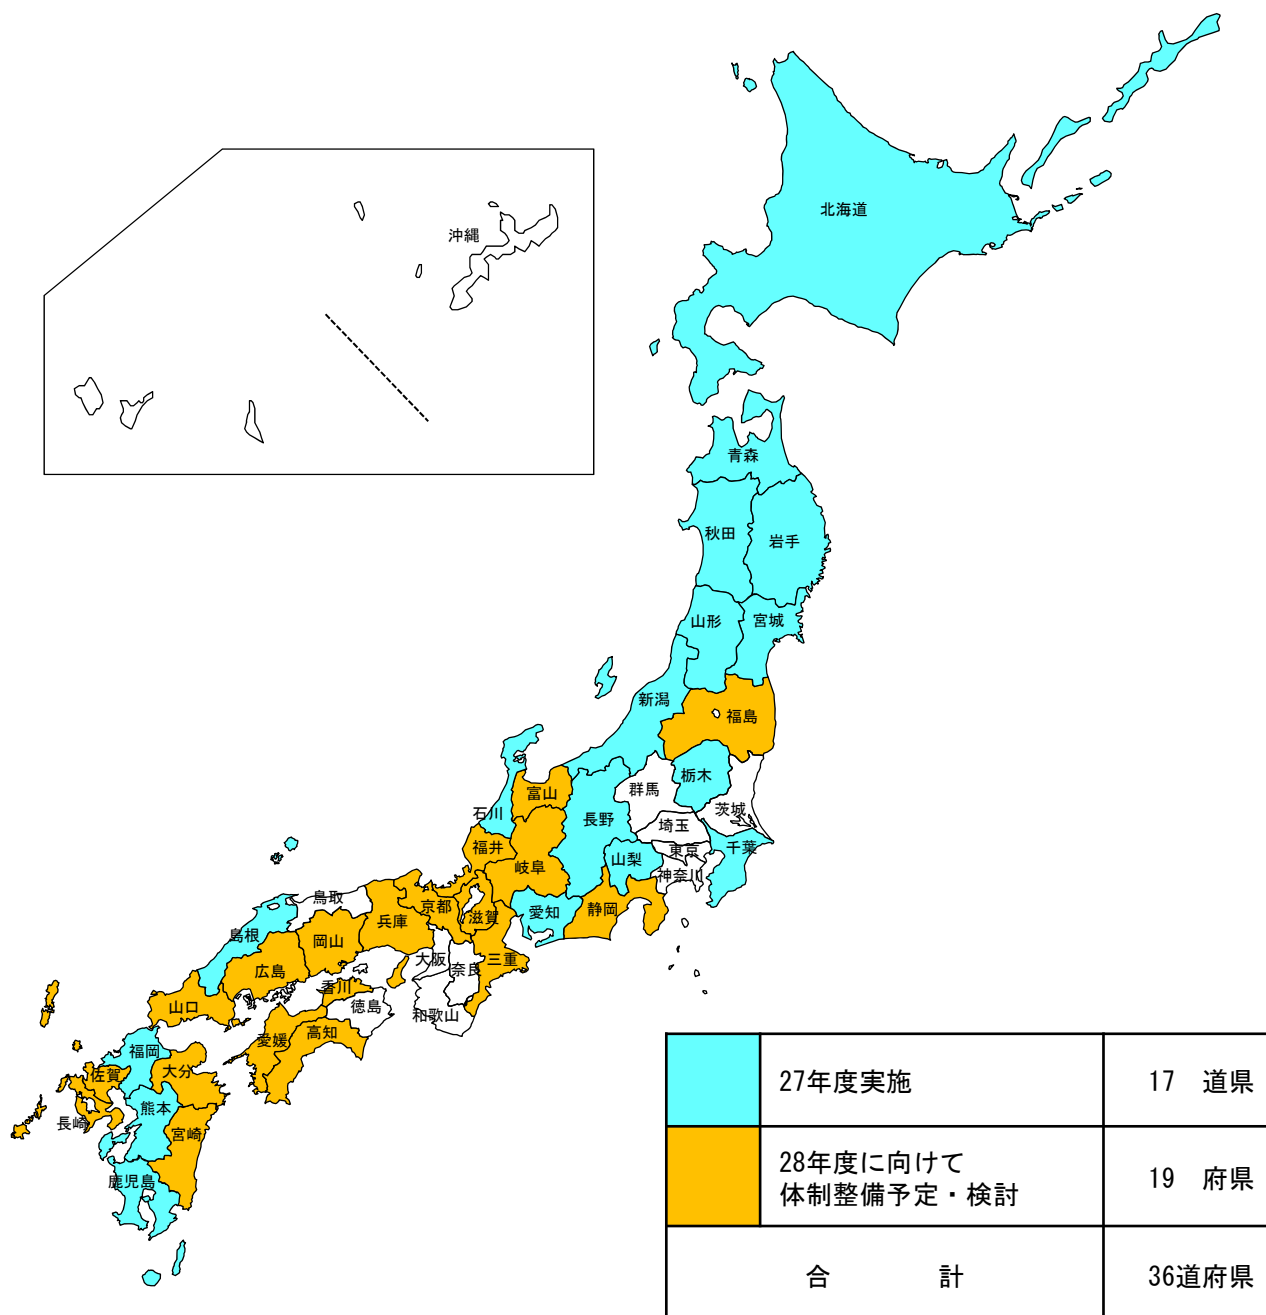 北海道
沖縄
青森
秋田
岩手
山形
宮城
新潟
福島
栃木
群馬
富山
茨城
石川
長野
埼玉
福井
東京
千葉
岐阜
山梨
神奈川
鳥取
京都
滋賀
愛知
静岡
兵庫
島根
岡山
大阪
奈良
三重
広島
香川
山口
徳島
和歌山
愛媛
高知
福岡
佐賀
大分
熊本
長崎
宮崎
鹿児島
27年度実施 17 道県
28年度に向けて
体制整備予定・検討 19 府県
合 計 36道府県